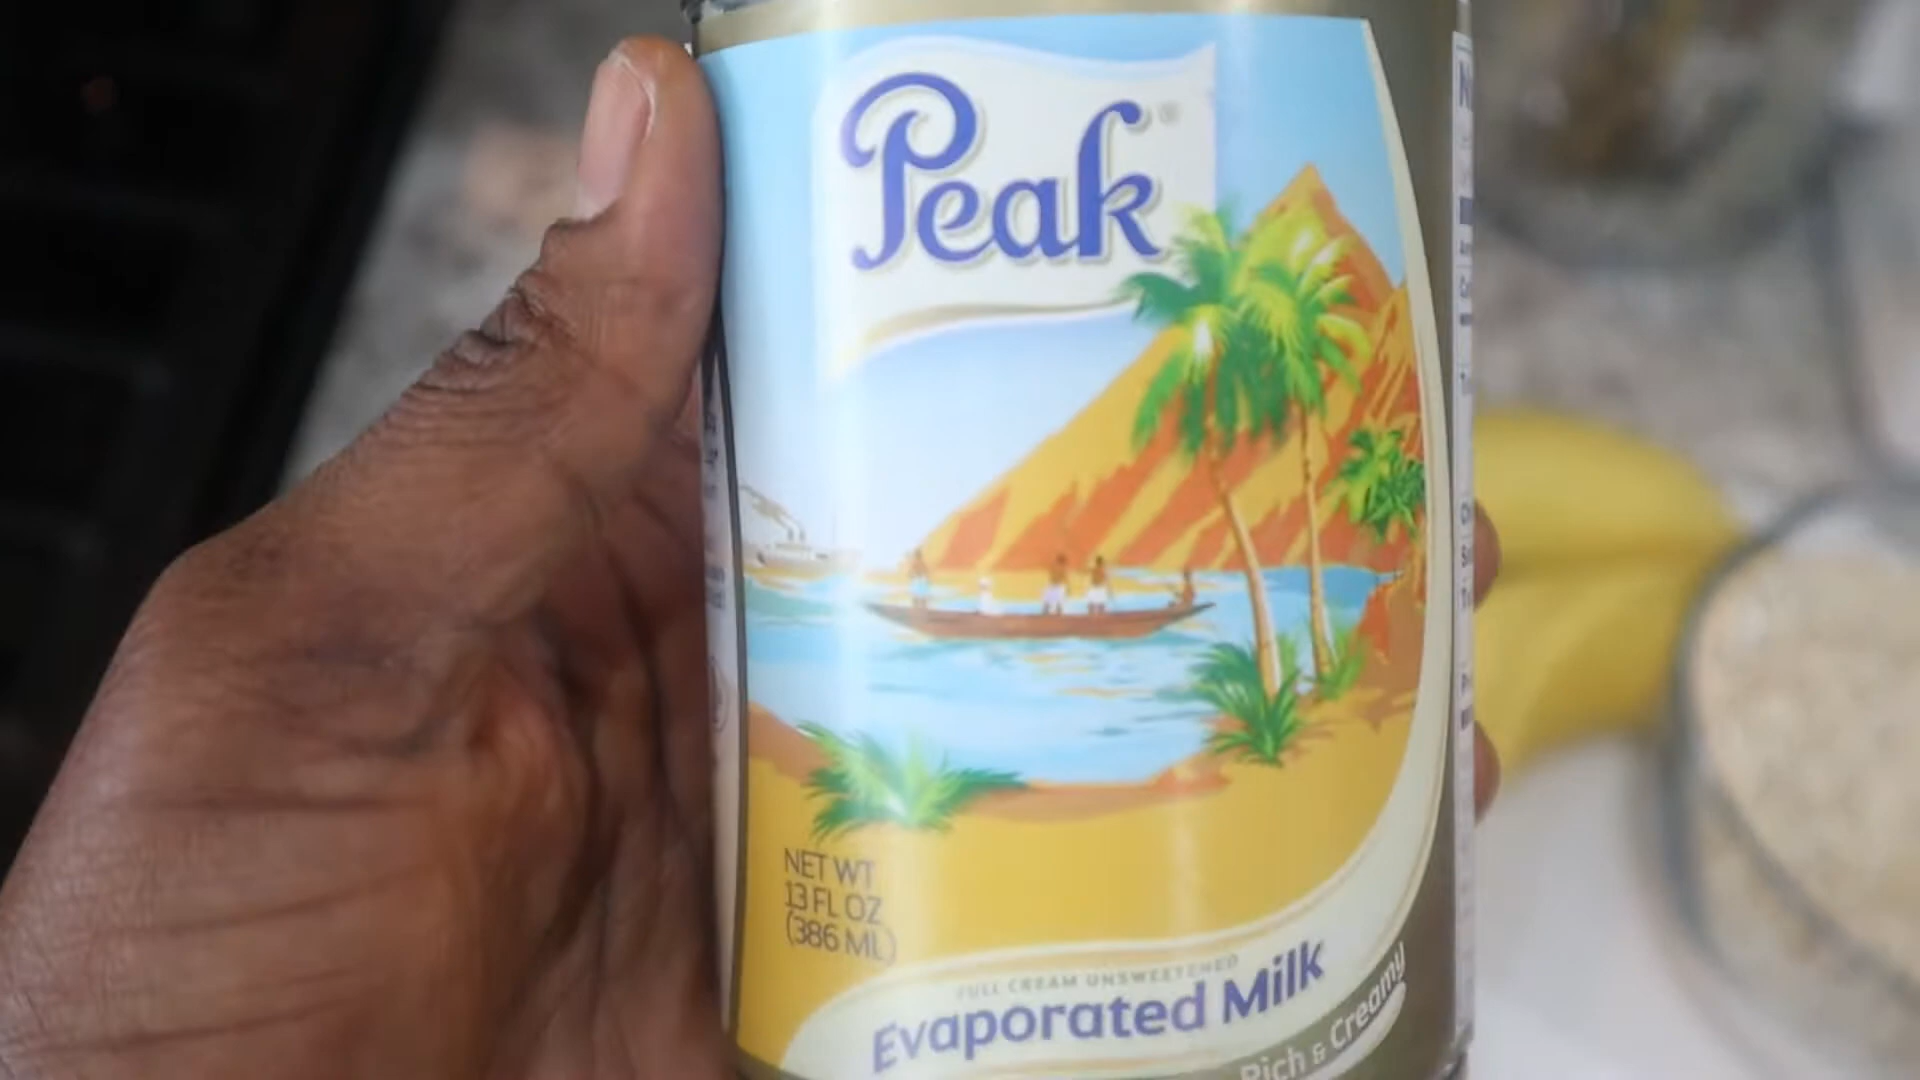 Peak
®
NET WT
13 FL OZ
(386 ML)
FULL CREAM UNSWEETENED
Evaporated Milk
Rich & Creamy